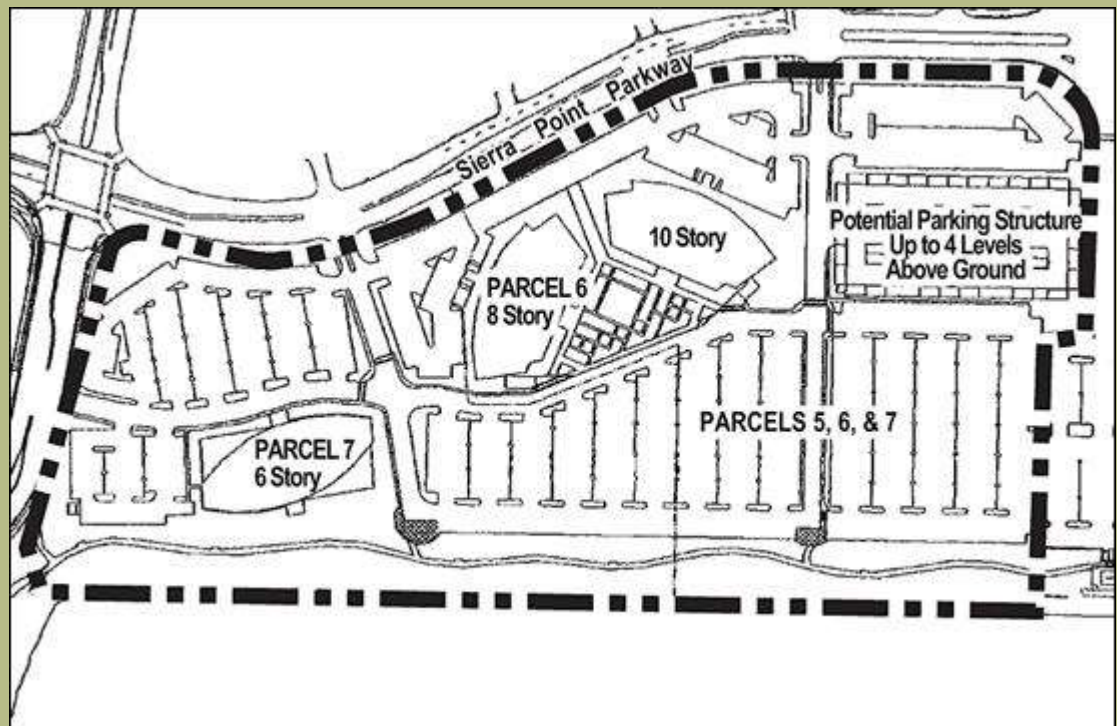 Sierra Point Parkway
10 Story
Potential Parking Structure
Up to 4 Levels
Above Ground
PARCEL 6
8 Story
PARCELS 5, 6, & 7
PARCEL 7
6 Story